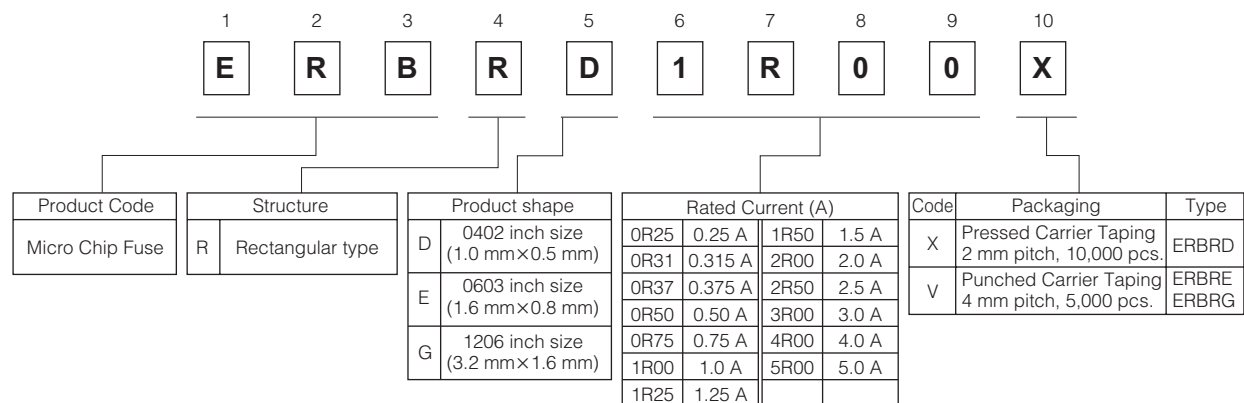 1 2 3 4 5 6 7 8 9 10
E R B R D 1 R 0 0 X
Product Code
Micro Chip Fuse
Structure
R Rectangular type
Product shape
D 0402 inch size
(1.0 mm×0.5 mm)
E 0603 inch size
(1.6 mm×0.8 mm)
G 1206 inch size
(3.2 mm×1.6 mm)
Rated Current (A)
0R25 0.25 A 1R50 1.5 A
0R31 0.315 A 2R00 2.0 A
0R37 0.375 A 2R50 2.5 A
0R50 0.50 A 3R00 3.0 A
0R75 0.75 A 4R00 4.0 A
1R00 1.0 A 5R00 5.0 A
1R25 1.25 A
Code Packaging Type
X Pressed Carrier Taping
2 mm pitch, 10,000 pcs. ERBRD
V Punched Carrier Taping ERBRE
4 mm pitch, 5,000 pcs. ERBRG